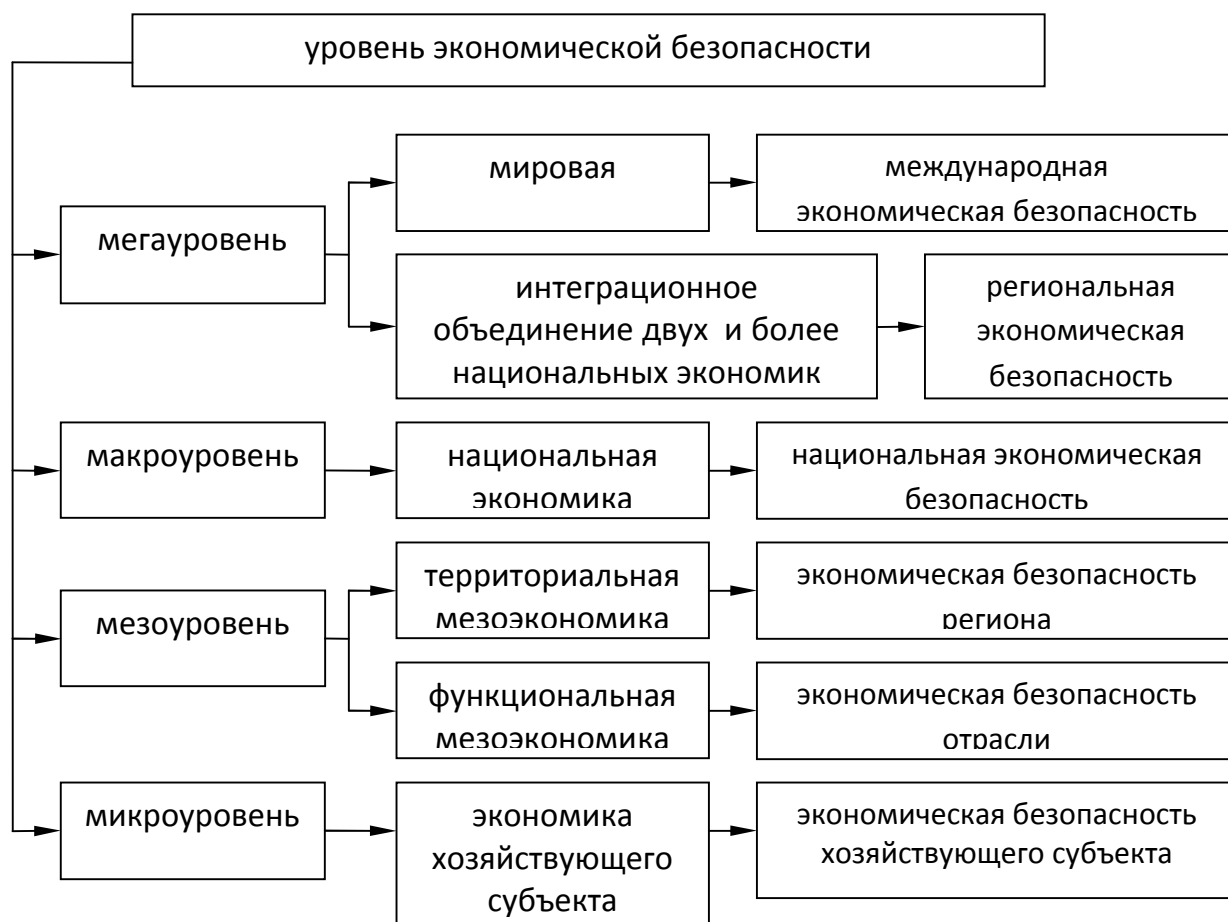 уровень экономической безопасности
мировая
международная
экономическая безопасность
мегауровень
интеграционное
объединение двух и более
национальных экономик
региональная
экономическая
безопасность
макроуровень
национальная
экономика
национальная экономическая
безопасность
мезоуровень
территориальная
мезоэкономика
экономическая безопасность
региона
функциональная
мезоэкономика
экономическая безопасность
отрасли
микроуровень
экономика
хозяйствующего
субъекта
экономическая безопасность
хозяйствующего субъекта